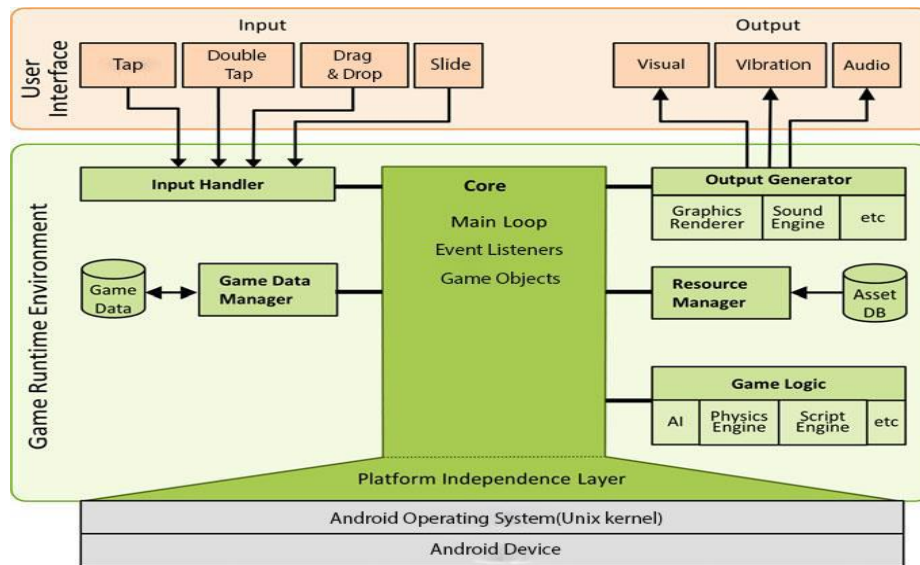 Input
Output
User
Interface
Tap
Double
Tap
Drag
& Drop
Slide
Visual
Vibration
Audio
Game Runtime Environment
Input Handler
Core
Main Loop
Event Listeners
Game Objects
Output Generator
Graphics
Renderer
Sound
Engine
etc
Game
Data
Game Data
Manager
Resource
Manager
Asset
DB
Game Logic
AI
Physics
Engine
Script
Engine
etc
Platform Independence Layer
Android Operating System(Unix kernel)
Android Device